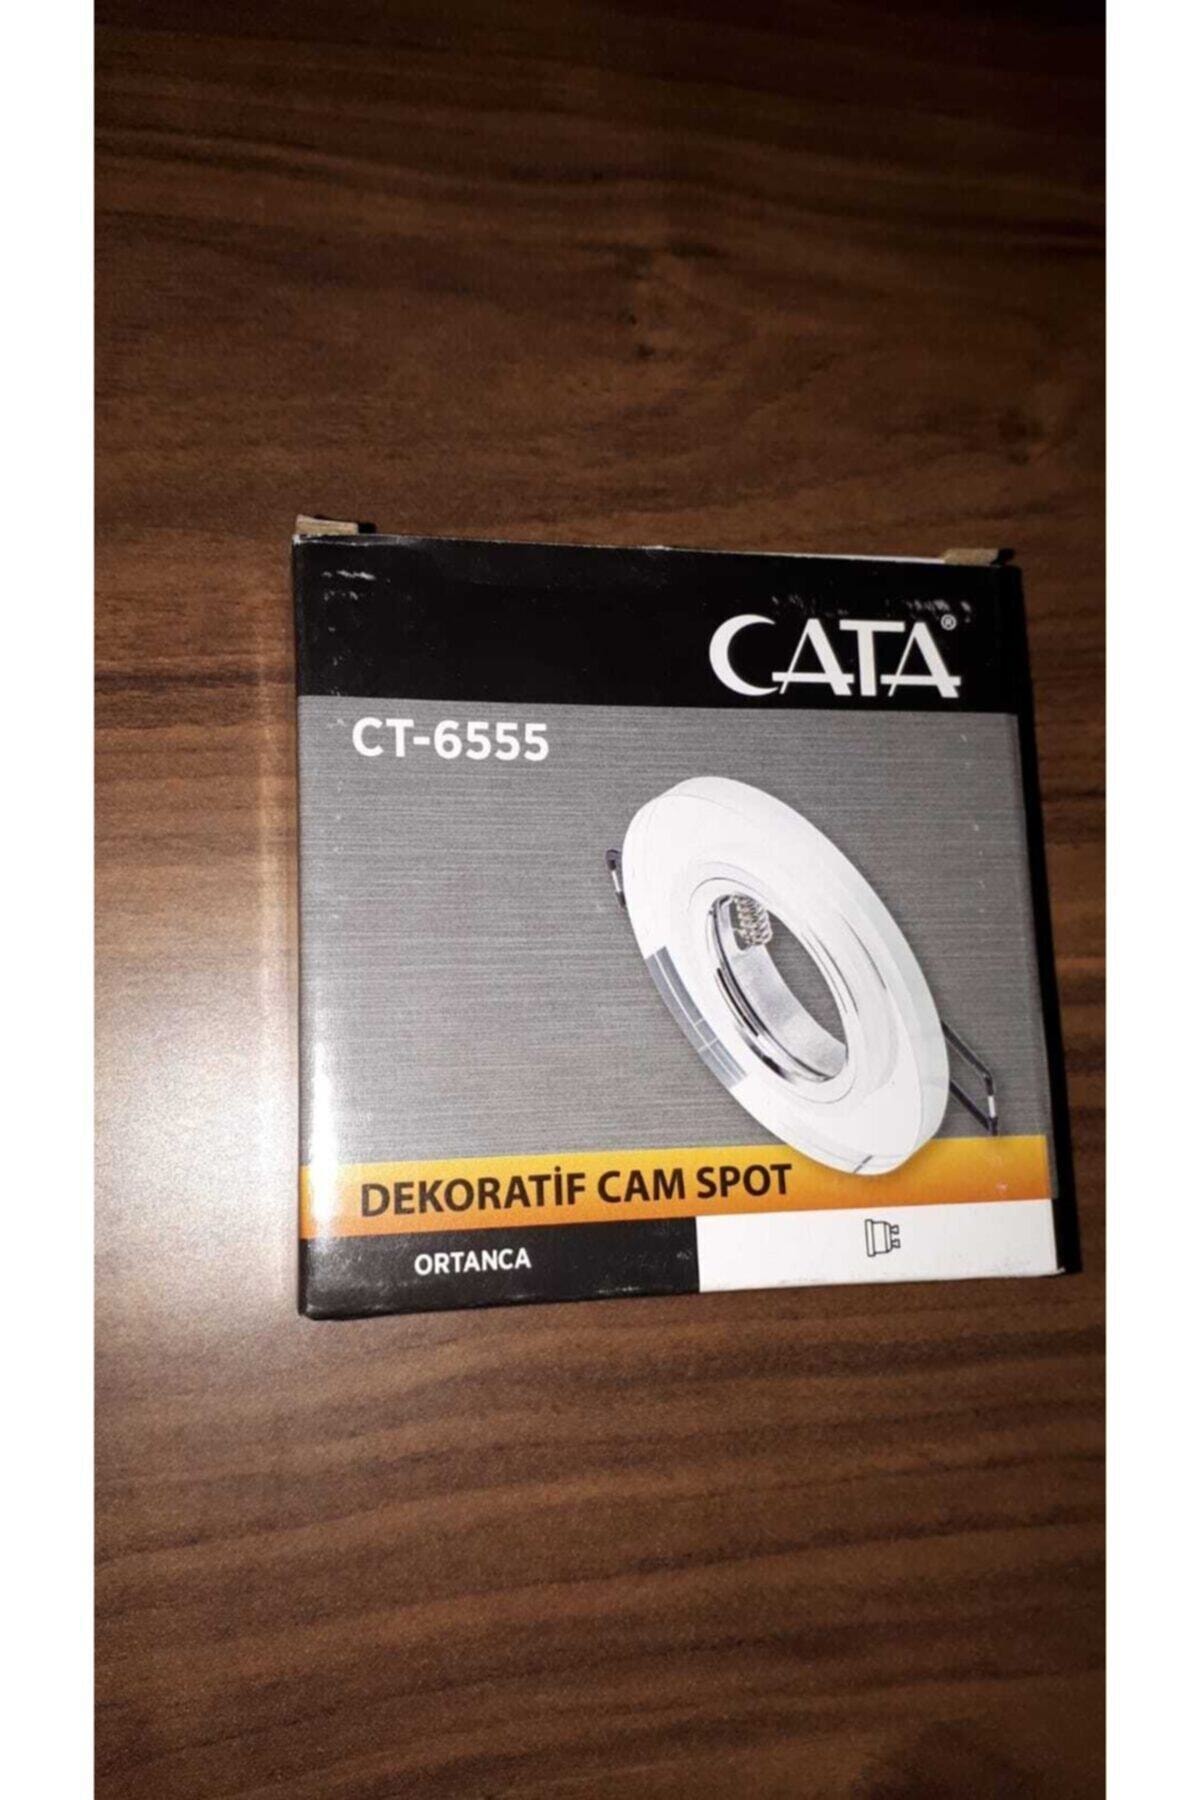 CATA®
CT-6555
DEKORATİF CAM SPOT
ORTANCA